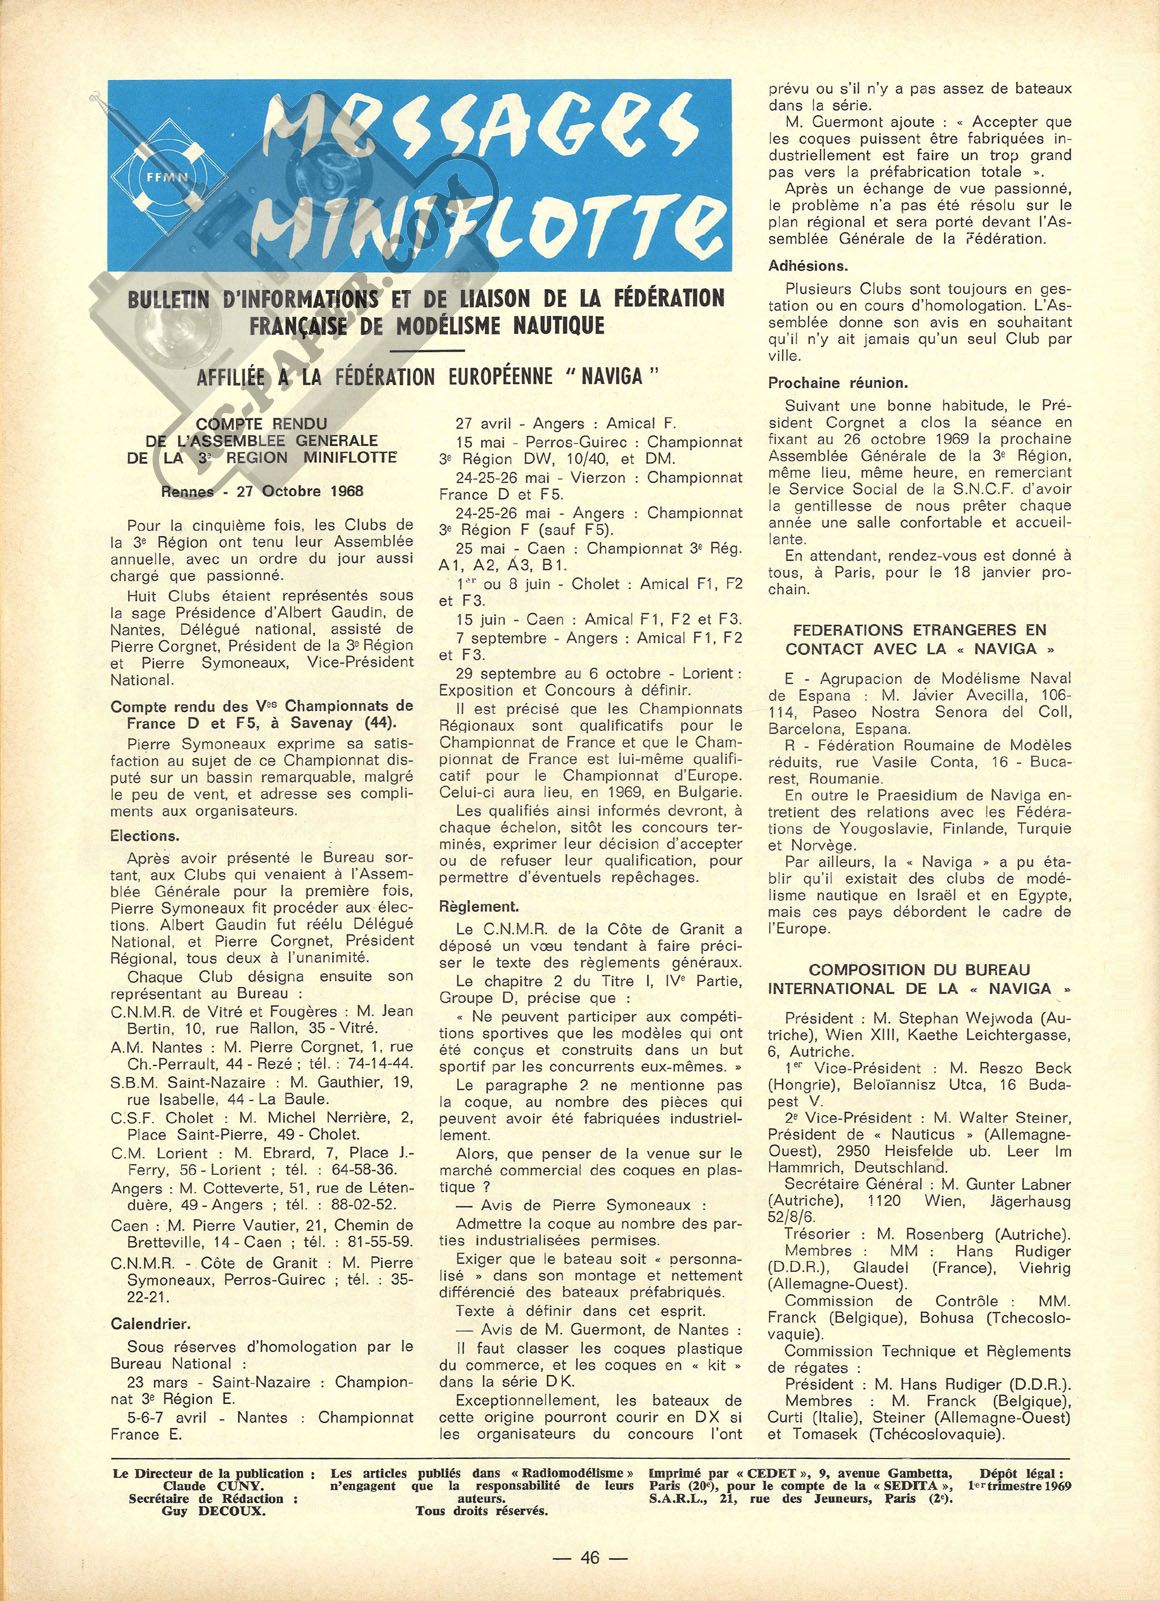 FFMN
Messages
Miniflotte
BULLETIN D'INFORMATIONS ET DE LIAISON DE LA FÉDÉRATION
FRANÇAISE DE MODÉLISME NAUTIQUE
AFFILIÉE A LA FÉDÉRATION EUROPÉENNE " NAVIGA "
RC-PAPER.COM
COMPTE RENDU
DE L'ASSEMBLEE GENERALE
DE LA 3e REGION MINIFLOTTE
Rennes - 27 Octobre 1968
Pour la cinquième fois, les Clubs de
la 3e Région ont tenu leur Assemblée
annuelle, avec un ordre du jour aussi
chargé que passionné.
Huit Clubs étaient représentés sous
la sage Présidence d'Albert Gaudin, de
Nantes, Délégué national, assisté de
Pierre Corgnet, Président de la 3e Région
et Pierre Symoneaux, Vice-Président
National.
Compte rendu des Ves Championnats de
France D et F5, à Savenay (44).
Pierre Symoneaux exprime sa satis-
faction au sujet de ce Championnat dis-
puté sur un bassin remarquable, malgré
le peu de vent, et adresse ses compli-
ments aux organisateurs.
Elections.
Après avoir présenté le Bureau sor-
tant, aux Clubs qui venaient à l'Assem-
blée Générale pour la première fois,
Pierre Symoneaux fit procéder aux élec-
tions. Albert Gaudin fut réélu Délégué
National, et Pierre Corgnet, Président
Régional, tous deux à l'unanimité.
Chaque Club désigna ensuite son
représentant au Bureau :
C.N.M.R. de Vitré et Fougères : M. Jean
Bertin, 10, rue Rallon, 35 - Vitré.
A.M. Nantes : M. Pierre Corgnet, 1, rue
Ch.-Perrault, 44 - Rezé ; tél. : 74-14-44.
S.B.M. Saint-Nazaire : M. Gauthier, 19,
rue Isabelle, 44 - La Baule.
C.S.F. Cholet : M. Michel Nerrière, 2,
Place Saint-Pierre, 49 - Cholet.
C.M. Lorient : M. Ebrard, 7, Place J.-
Ferry, 56 - Lorient ; tél. : 64-58-36.
Angers : M. Cotteverte, 51, rue de Léten-
duère, 49 - Angers ; tél. : 88-02-52.
Caen : M. Pierre Vautier, 21, Chemin de
Bretteville, 14 - Caen ; tél. : 81-55-59.
C.N.M.R. - Côte de Granit : M. Pierre
Symoneaux, Perros-Guirec ; tél. : 35-
22-21.
Calendrier.
Sous réserves d'homologation par le
Bureau National :
23 mars - Saint-Nazaire : Champion-
nat 3e Région E.
5-6-7 avril - Nantes : Championnat
France E.
27 avril - Angers : Amical F.
15 mai - Perros-Guirec : Championnat
3e Région DW, 10/40, et DM.
24-25-26 mai - Vierzon : Championnat
France D et F5.
24-25-26 mai - Angers : Championnat
3e Région F (sauf F5).
25 mai - Caen : Championnat 3e Rég.
A1, A2, A3, B1.
1er ou 8 juin - Cholet : Amical F1, F2
et F3.
15 juin - Caen : Amical F1, F2 et F3.
7 septembre - Angers : Amical F1, F2
et F3.
29 septembre au 6 octobre - Lorient :
Exposition et Concours à définir.
Il est précisé que les Championnats
Régionaux sont qualificatifs pour le
Championnat de France et que le Cham-
pionnat de France est lui-même qualifi-
catif pour le Championnat d'Europe.
Celui-ci aura lieu, en 1969, en Bulgarie.
Les qualifiés ainsi informés devront, à
chaque échelon, sitôt les concours ter-
minés, exprimer leur décision d'accepter
ou de refuser leur qualification, pour
permettre d'éventuels repêchages.
Règlement.
Le C.N.M.R. de la Côte de Granit a
déposé un vœu tendant à faire préci-
ser le texte des règlements généraux.
Le chapitre 2 du Titre I, IVe Partie,
Groupe D, précise que :
« Ne peuvent participer aux compéti-
tions sportives que les modèles qui ont
été conçus et construits dans un but
sportif par les concurrents eux-mêmes. »
Le paragraphe 2 ne mentionne pas
la coque, au nombre des pièces qui
peuvent avoir été fabriquées industriel-
lement.
Alors, que penser de la venue sur le
marché commercial des coques en plas-
tique ?
— Avis de Pierre Symoneaux :
Admettre la coque au nombre des par-
ties industrialisées permises.
Exiger que le bateau soit « personna-
lisé » dans son montage et nettement
différencié des bateaux préfabriqués.
Texte à définir dans cet esprit.
— Avis de M. Guermont, de Nantes :
Il faut classer les coques plastique
du commerce, et les coques en « kit »
dans la série DK.
Exceptionnellement, les bateaux de
cette origine pourront courir en DX si
les organisateurs du concours l'ont
prévu ou s'il n'y a pas assez de bateaux
dans la série.
M. Guermont ajoute : « Accepter que
les coques puissent être fabriquées in-
dustriellement est faire un trop grand
pas vers la préfabrication totale ».
Après un échange de vue passionné,
le problème n'a pas été résolu sur le
plan régional et sera porté devant l'As-
semblée Générale de la Fédération.
Adhésions.
Plusieurs Clubs sont toujours en ges-
tation ou en cours d'homologation. L'As-
semblée donne son avis en souhaitant
qu'il n'y ait jamais qu'un seul Club par
ville.
Prochaine réunion.
Suivant une bonne habitude, le Pré-
sident Corgnet a clos la séance en
fixant au 26 octobre 1969 la prochaine
Assemblée Générale de la 3e Région,
même lieu, même heure, en remerciant
le Service Social de la S.N.C.F. d'avoir
la gentillesse de nous prêter chaque
année une salle confortable et accueil-
lante.
En attendant, rendez-vous est donné à
tous, à Paris, pour le 18 janvier pro-
chain.
FEDERATIONS ETRANGERES EN
CONTACT AVEC LA « NAVIGA »
E - Agrupacion de Modélisme Naval
de Espana : M. Javier Avecilla, 106-
114, Paseo Nostra Senora del Coll,
Barcelona, Espana.
R - Fédération Roumaine de Modèles
réduits, rue Vasile Conta, 16 - Buca-
rest, Roumanie.
En outre le Praesidium de Naviga en-
tretient des relations avec les Fédéra-
tions de Yougoslavie, Finlande, Turquie
et Norvège.
Par ailleurs, la « Naviga » a pu éta-
blir qu'il existait des clubs de modé-
lisme nautique en Israël et en Egypte,
mais ces pays débordent le cadre de
l'Europe.
COMPOSITION DU BUREAU
INTERNATIONAL DE LA « NAVIGA »
Président : M. Stephan Wejwoda (Au-
triche), Wien XIII, Kaethe Leichtergasse,
6, Autriche.
1er Vice-Président : M. Reszo Beck
(Hongrie), Beloïannisz Utca, 16 Buda-
pest V.
2e Vice-Président : M. Walter Steiner,
Président de « Nauticus » (Allemagne-
Ouest), 2950 Heisfelde ub. Leer Im
Hammrich, Deutschland.
Secrétaire Général : M. Gunter Labner
(Autriche), 1120 Wien, Jägerhausg
52/8/6.
Trésorier : M. Rosenberg (Autriche).
Membres : MM : Hans Rudiger
(D.D.R.), Glaudel (France), Viehrig
(Allemagne-Ouest).
Commission de Contrôle : MM.
Franck (Belgique), Bohusa (Tchecoslo-
vaquie).
Commission Technique et Règlements
de régates :
Président : M. Hans Rudiger (D.D.R.).
Membres : M. Franck (Belgique),
Curti (Italie), Steiner (Allemagne-Ouest)
et Tomasek (Tchécoslovaquie).
Le Directeur de la publication :
Claude CUNY.
Secrétaire de Rédaction :
Guy DECOUX.
Les articles publiés dans « Radiomodélisme »
n'engagent que la responsabilité de leurs
auteurs.
Tous droits réservés.
Imprimé par « CEDET », 9, avenue Gambetta,
Paris (20e), pour le compte de la « SEDITA »,
S.A.R.L., 21, rue des Jeuneurs, Paris (2e).
Dépôt légal :
1er trimestre 1969
— 46 —